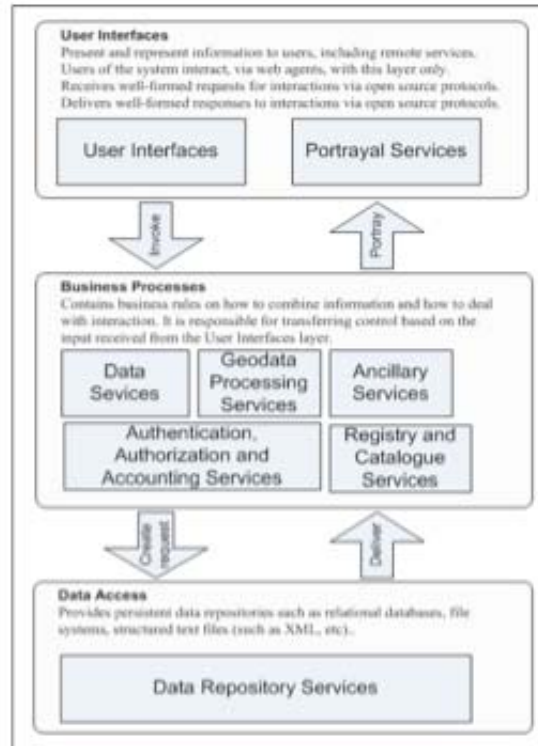 User Interfaces
Present and represent information to users, including remote services.
Users of the system interact, via web agents, with this layer only.
Receives well-formed requests for interactions via open source protocols.
Delivers well-formed responses to interactions via open source protocols.
User Interfaces
Portrayal Services
Invoke
Portray
Business Processes
Contains business rules on how to combine information and how to deal
with interaction. It is responsible for transferring control based on the
input received from the User Interfaces layer.
Data
Sevices
Geodata
Processing
Services
Ancillary
Services
Authentication,
Authorization and
Accounting Services
Registry and
Catalogue
Services
Create
request
Deliver
Data Access
Provides persistent data repositories such as relational databases, file
systems, structured text files (such as XML, etc)..
Data Repository Services